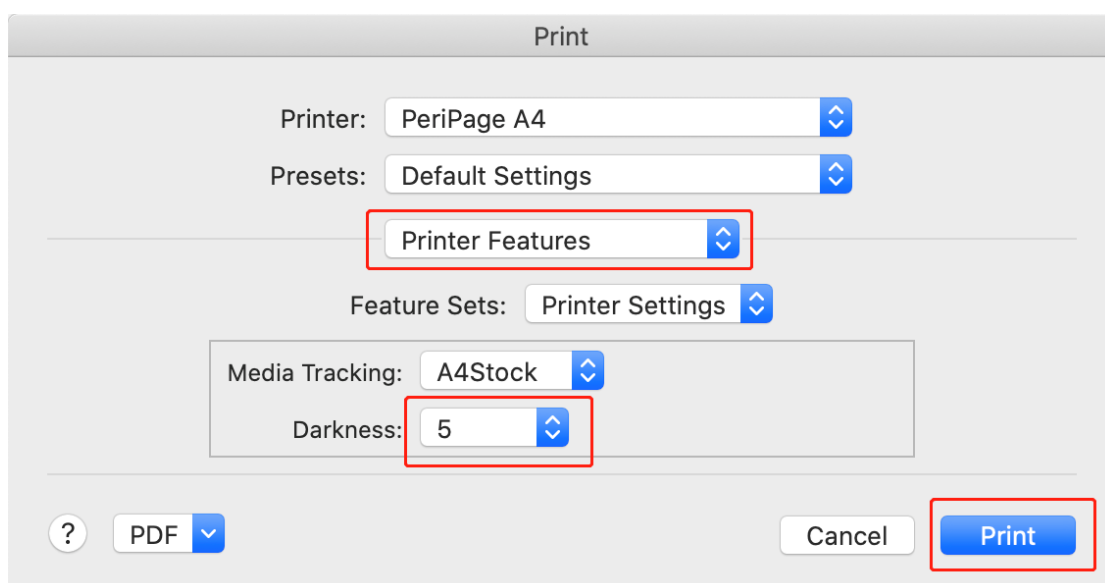 Print
Printer: PeriPage A4
Presets: Default Settings
Printer Features
Feature Sets: Printer Settings
Media Tracking: A4Stock
Darkness: 5
? PDF Cancel Print